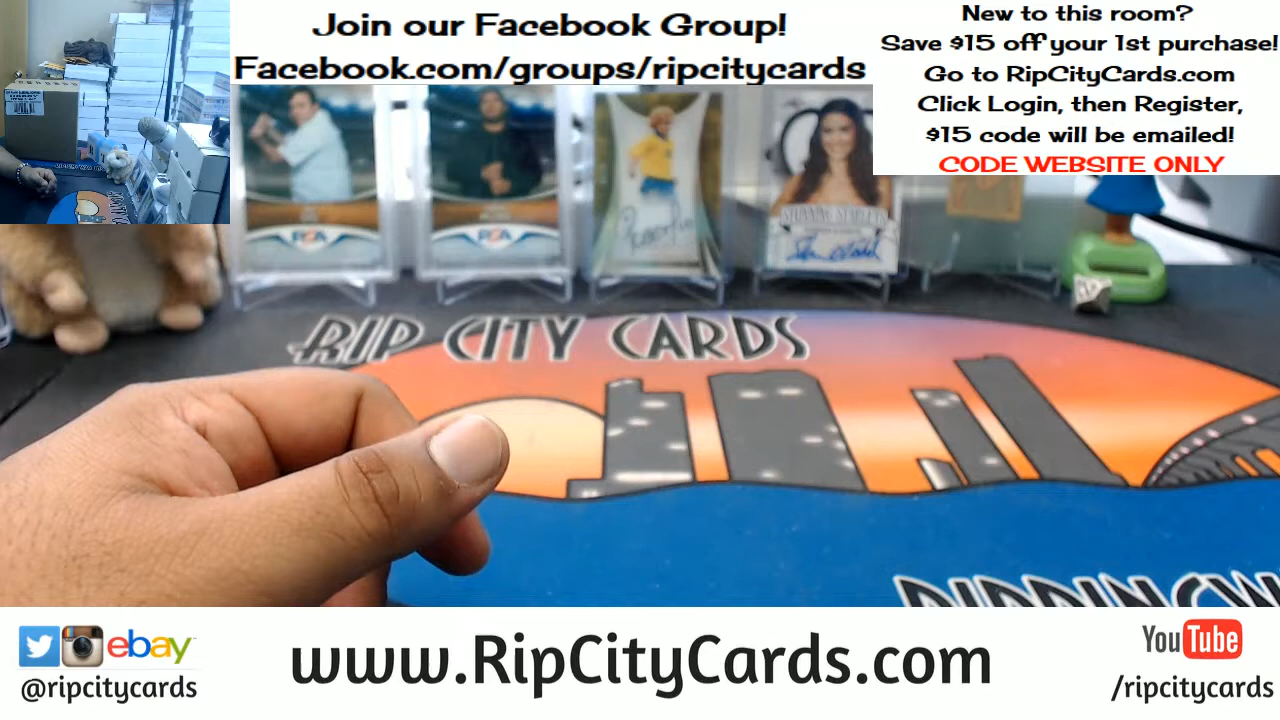 Join our Facebook Group!
Facebook.com/groups/ripcitycards
New to this room?
Save $15 off your 1st purchase!
Go to RipCityCards.com
Click Login, then Register,
$15 code will be emailed!
CODE WEBSITE ONLY
RIP CITY CARDS
ebay
@ripcitycards
www.RipCityCards.com
YouTube
/ripcitycards